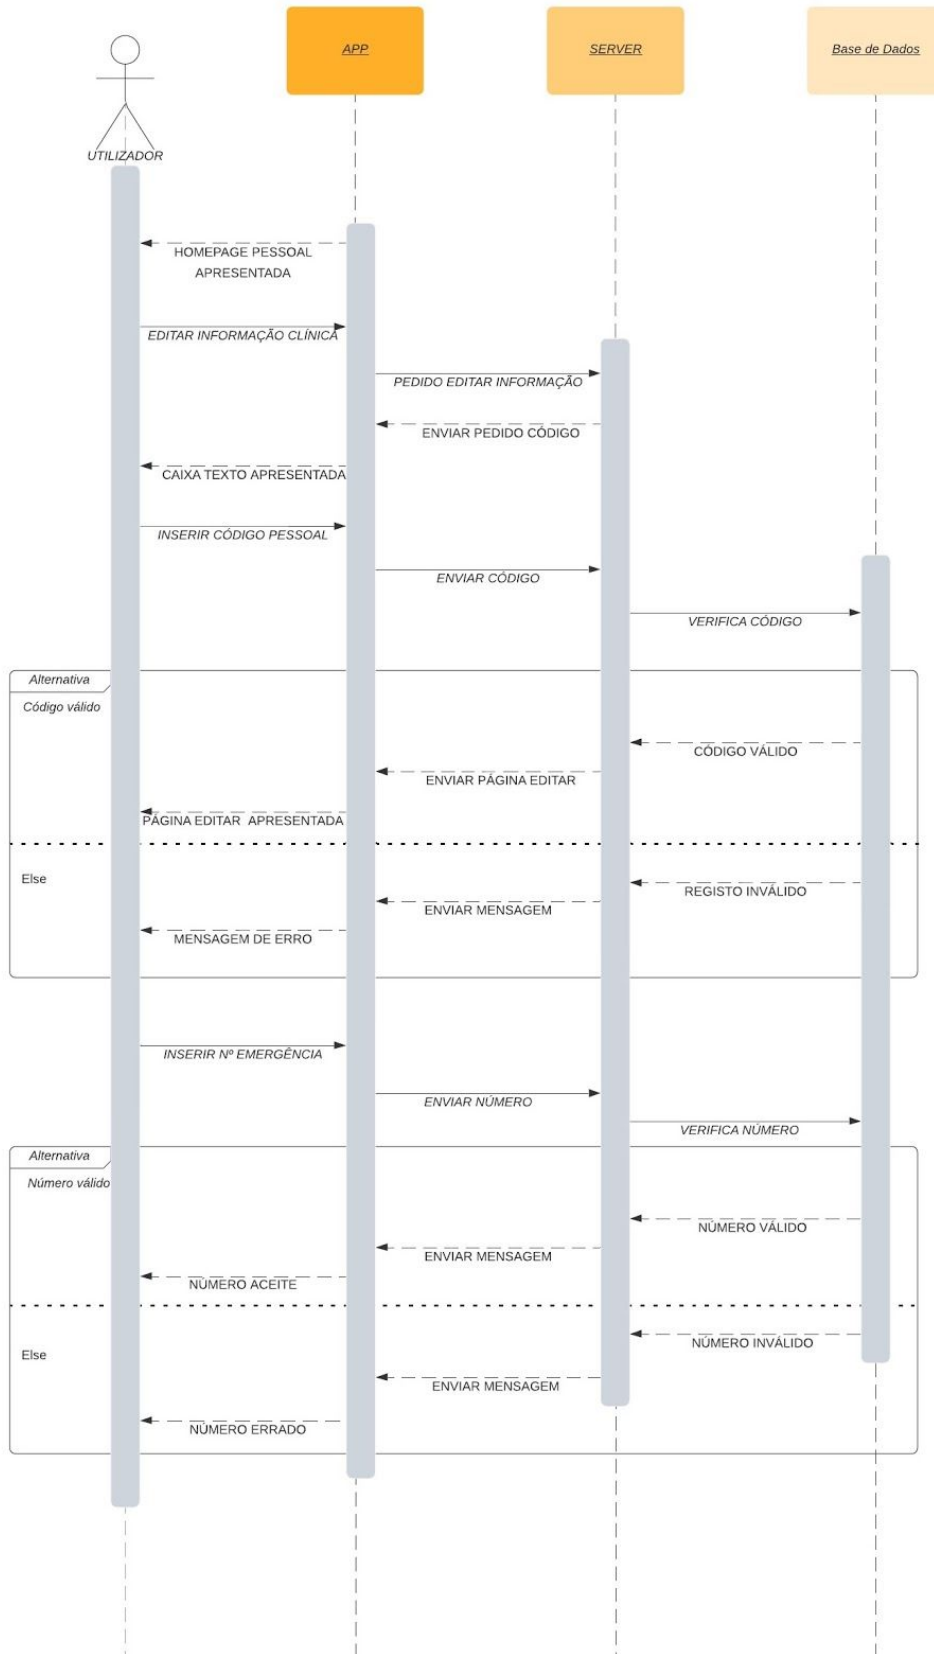 APP
SERVER
Base de Dados
UTILIZADOR
HOMEPAGE PESSOAL
APRESENTADA
EDITAR INFORMAÇÃO CLÍNICA
PEDIDO EDITAR INFORMAÇÃO
ENVIAR PEDIDO CÓDIGO
CAIXA TEXTO APRESENTADA
INSERIR CÓDIGO PESSOAL
ENVIAR CÓDIGO
VERIFICA CÓDIGO
Alternativa
Código válido
CÓDIGO VÁLIDO
ENVIAR PÁGINA EDITAR
PÁGINA EDITAR APRESENTADA
Else
REGISTO INVÁLIDO
ENVIAR MENSAGEM
MENSAGEM DE ERRO
INSERIR Nº EMERGÊNCIA
ENVIAR NÚMERO
VERIFICA NÚMERO
Alternativa
Número válido
NÚMERO VÁLIDO
ENVIAR MENSAGEM
NÚMERO ACEITE
NÚMERO INVÁLIDO
Else
ENVIAR MENSAGEM
NÚMERO ERRADO